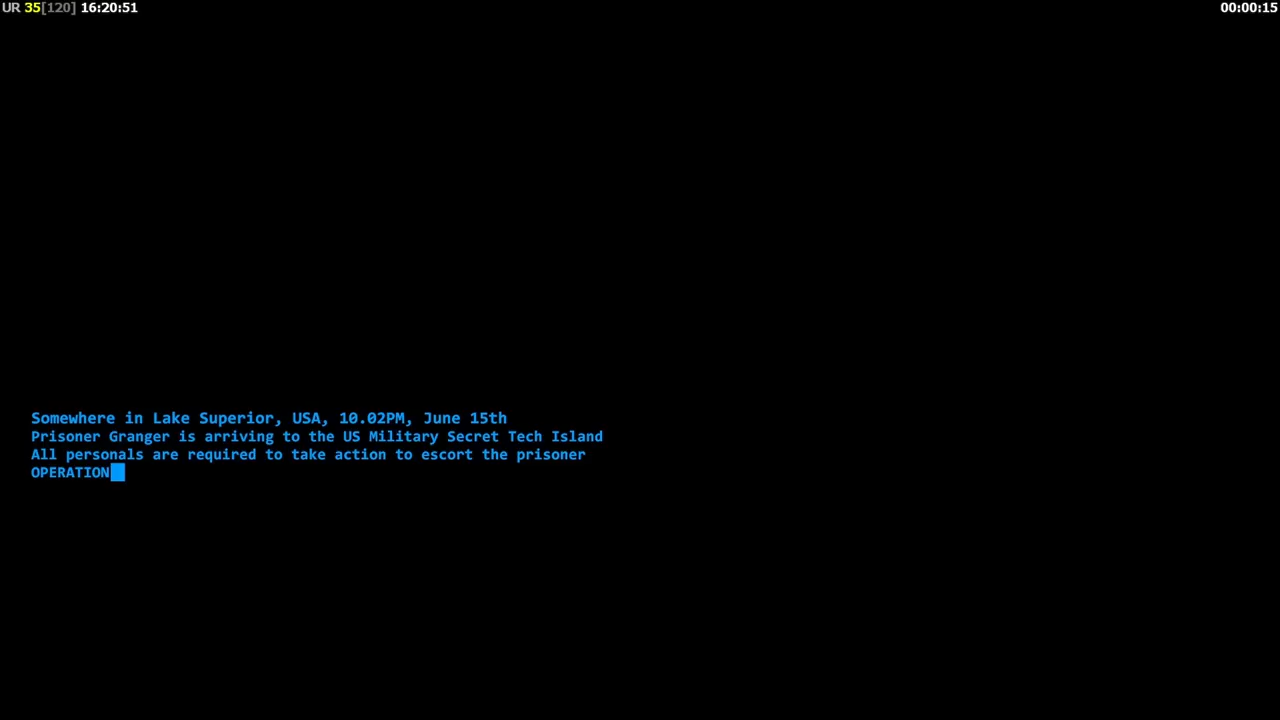 UR 35[120] 16:20:51
00:00:15
Somewhere in Lake Superior, USA, 10.02PM, June 15th
Prisoner Granger is arriving to the US Military Secret Tech Island
All personals are required to take action to escort the prisoner
OPERATION